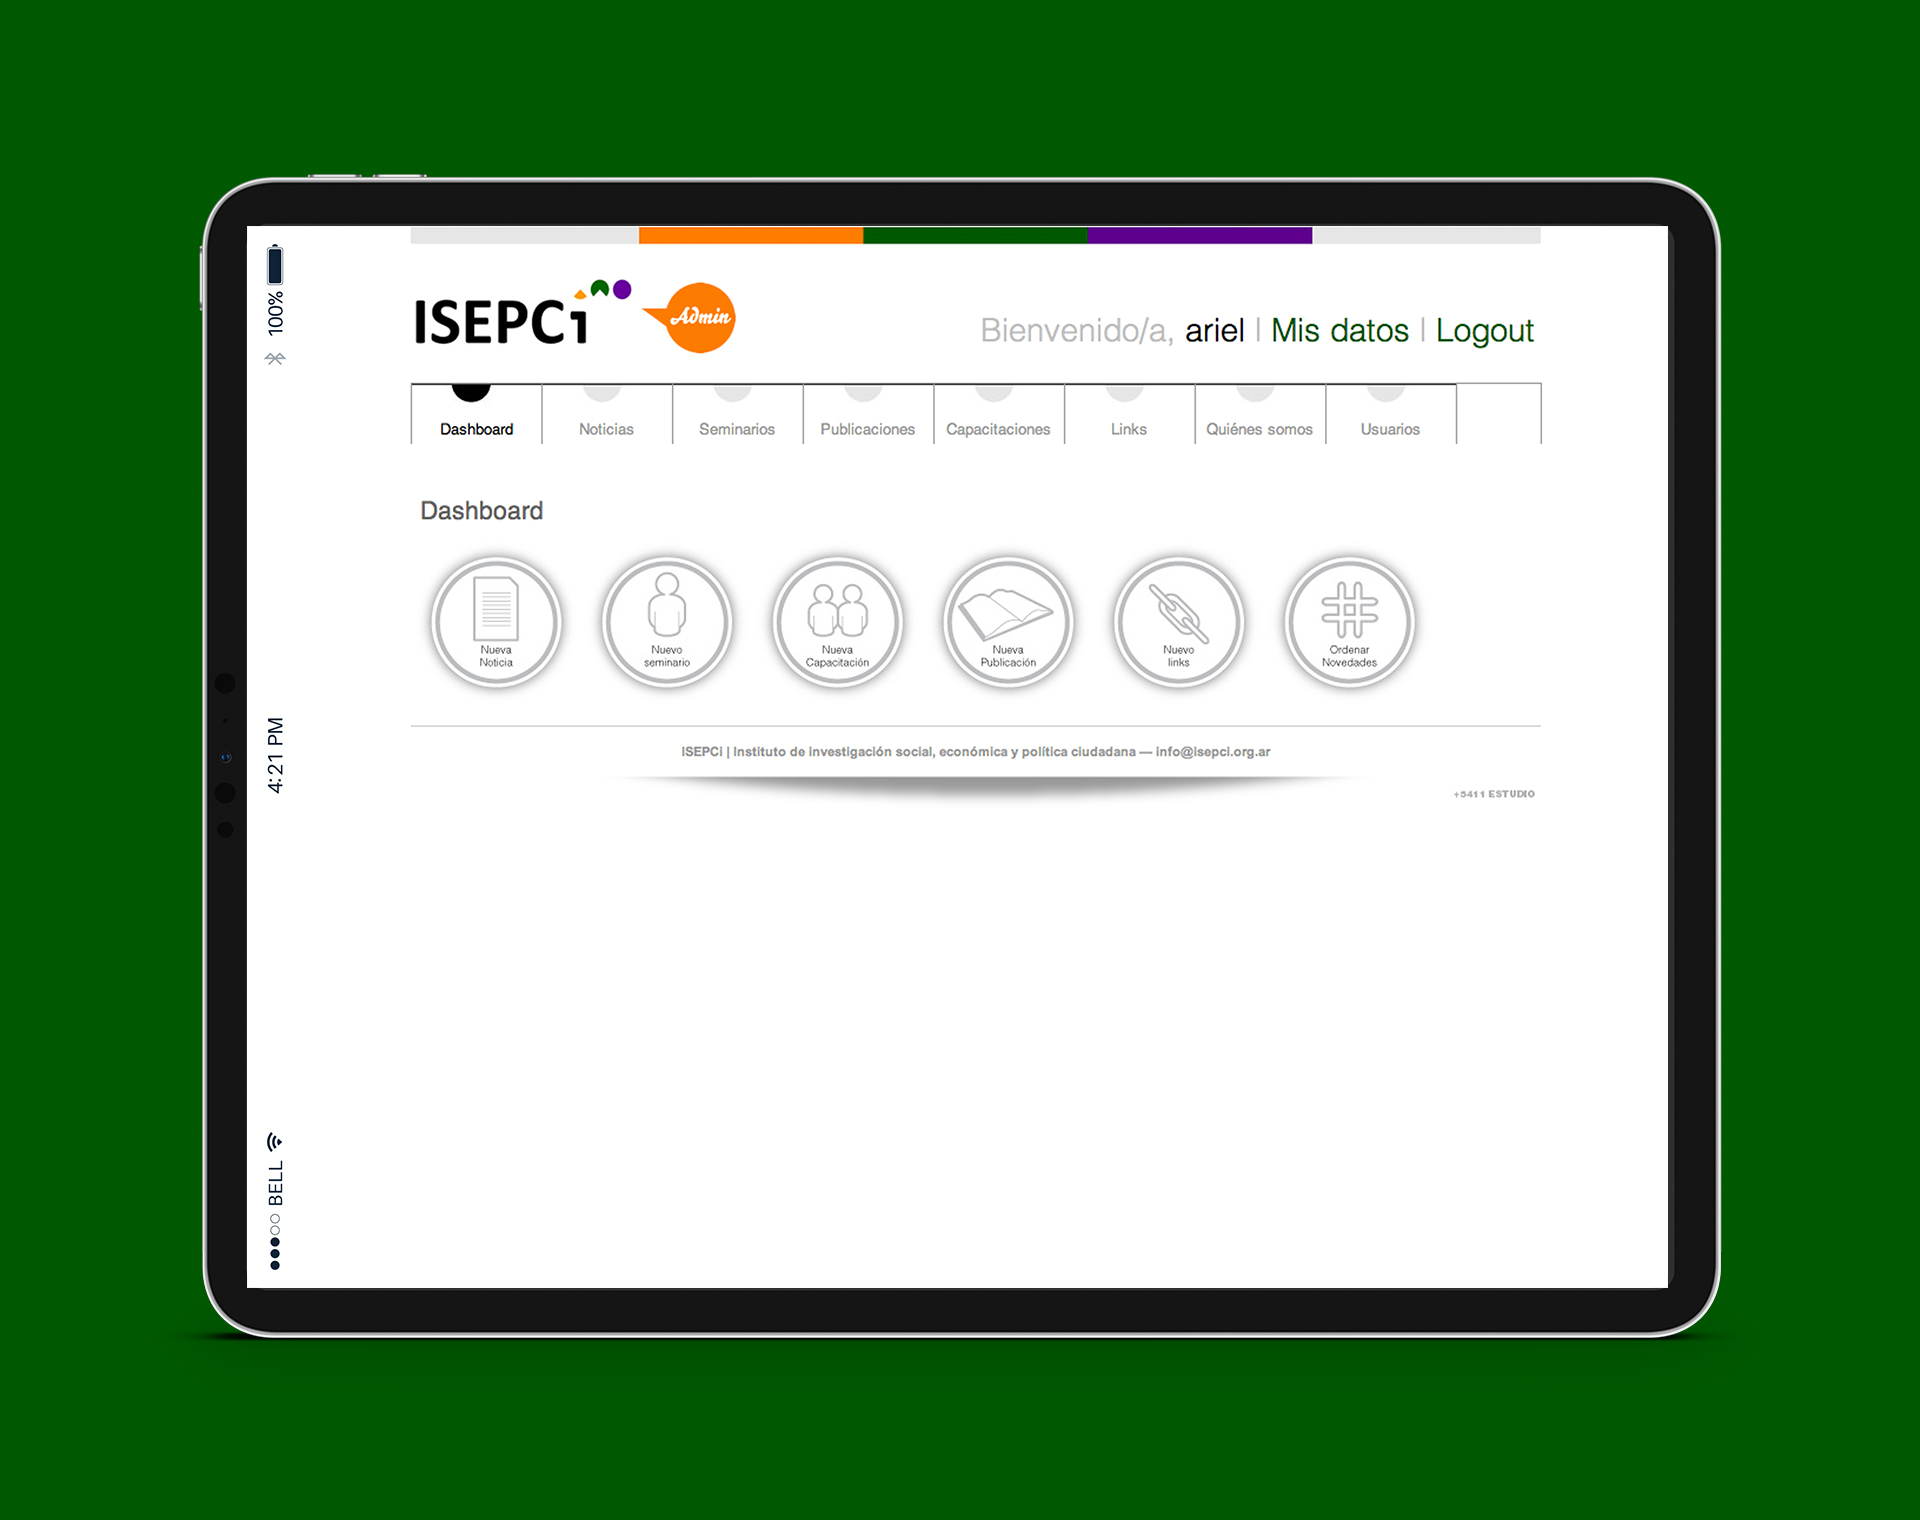 100%
4:21 PM
BELL
ISEPCi
Admin
Bienvenido/a, ariel | Mis datos | Logout
Dashboard
Noticias
Seminarios
Publicaciones
Capacitaciones
Links
Quiénes somos
Usuarios
Dashboard
Nueva
Noticia
Nuevo
seminario
Nueva
Capacitación
Nueva
Publicación
Nuevo
links
Ordenar
Novedades
ISEPCi | Instituto de investigación social, económica y política ciudadana — info@isepci.org.ar
+5411 ESTUDIO